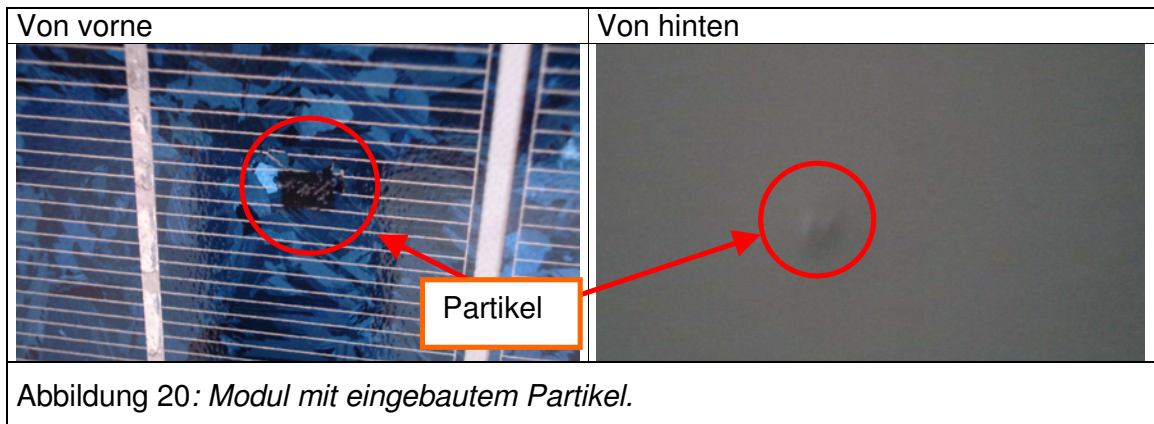 Von vorne
Von hinten
Partikel
Abbildung 20: Modul mit eingebautem Partikel.